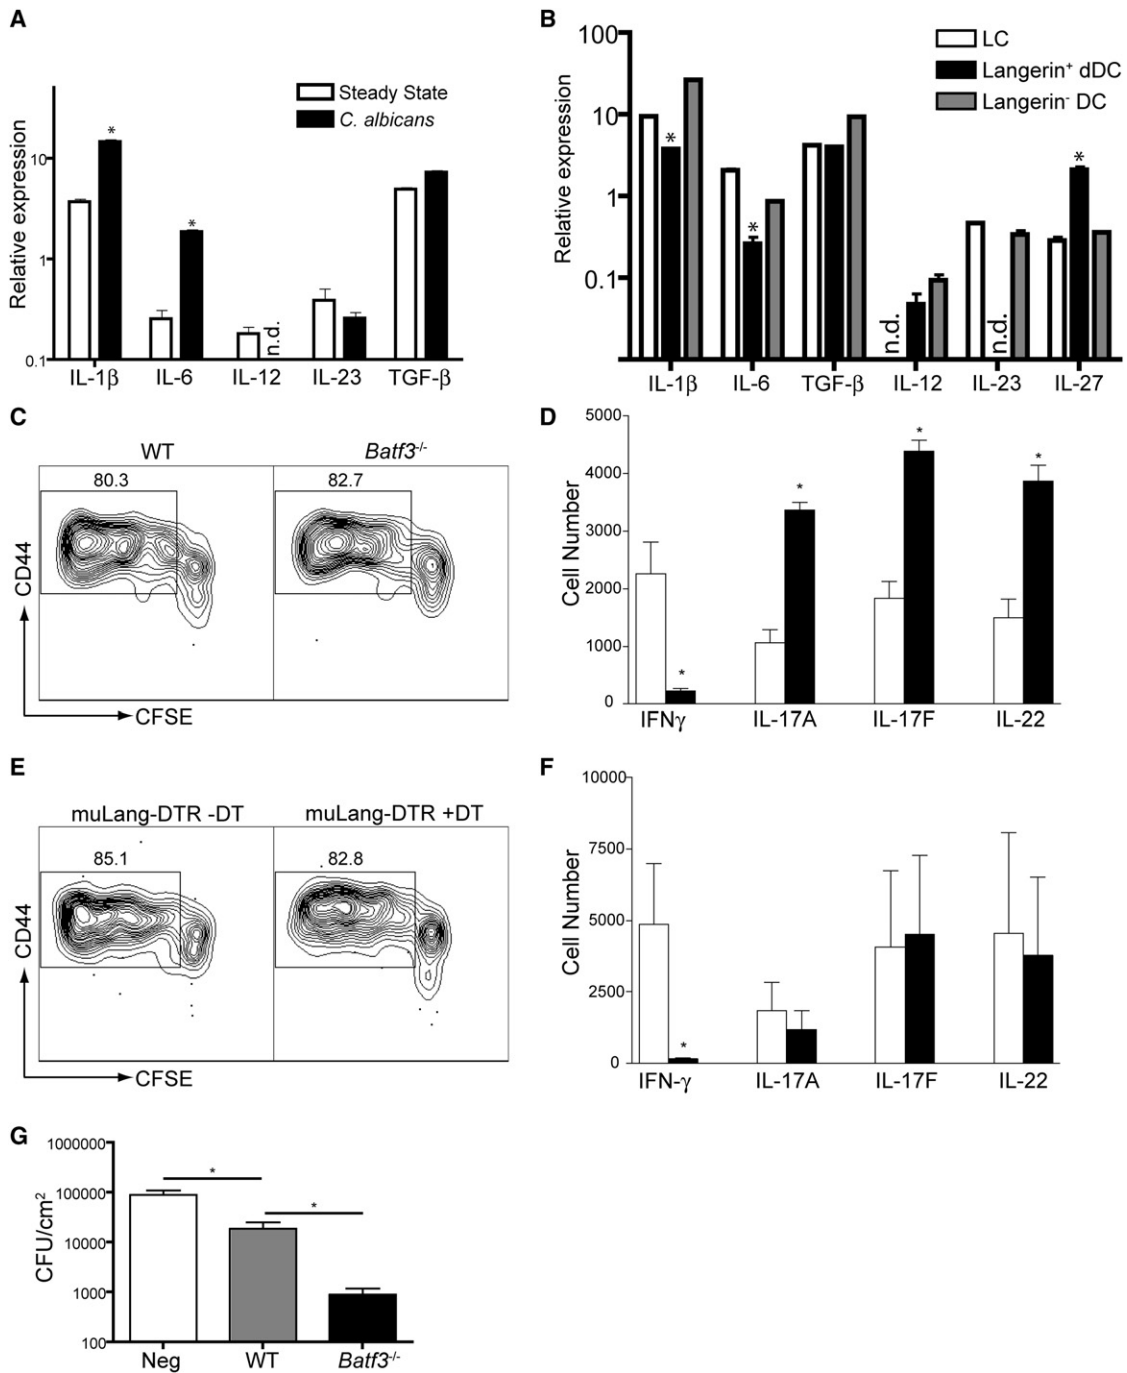 A
Relative expression
10
1
0.1
Steady State
C. albicans
*
*
n.d.
IL-1β
IL-6
IL-12
IL-23
TGF-β
B
Relative expression
100
10
1
0.1
LC
Langerin⁺ dDC
Langerin⁻ DC
*
*
*
n.d.
n.d.
IL-1β
IL-6
TGF-β
IL-12
IL-23
IL-27
C
WT
Batf3⁻/⁻
80.3
82.7
CD44
CFSE
D
Cell Number
5000
4000
3000
2000
1000
0
*
*
*
*
IFNγ
IL-17A
IL-17F
IL-22
E
muLang-DTR -DT
muLang-DTR +DT
85.1
82.8
CD44
CFSE
F
Cell Number
10000
7500
5000
2500
0
*
IFN-γ
IL-17A
IL-17F
IL-22
G
CFU/cm²
1000000
100000
10000
1000
100
*
*
Neg
WT
Batf3⁻/⁻